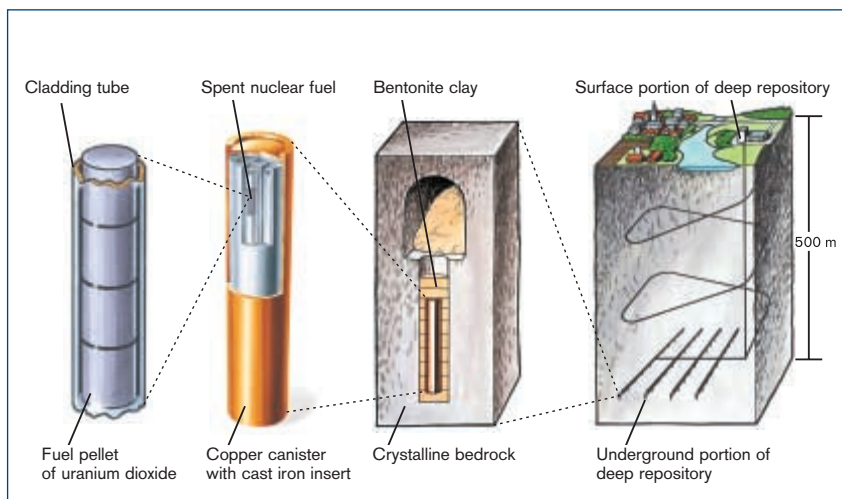 Cladding tube
Spent nuclear fuel
Bentonite clay
Surface portion of deep repository
500 m
Fuel pellet
of uranium dioxide
Copper canister
with cast iron insert
Crystalline bedrock
Underground portion of
deep repository